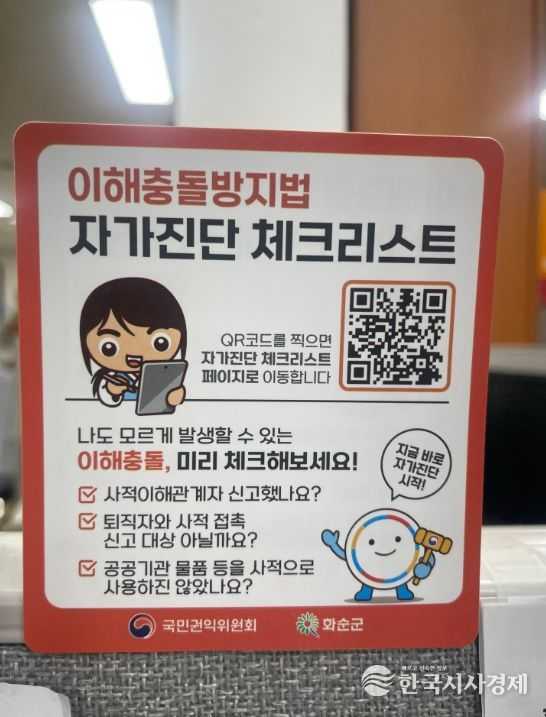 이해충돌방지법
자가진단 체크리스트
QR코드를 찍으면
자가진단 체크리스트
페이지로 이동합니다
나도 모르게 발생할 수 있는
이해충돌, 미리 체크해보세요!
지금 바로
자가진단
시작!
사적이해관계자 신고했나요?
퇴직자와 사적 접촉
신고 대상 아닐까요?
공공기관 물품 등을 사적으로
사용하진 않았나요?
국민권익위원회
화순군
한국시사경제